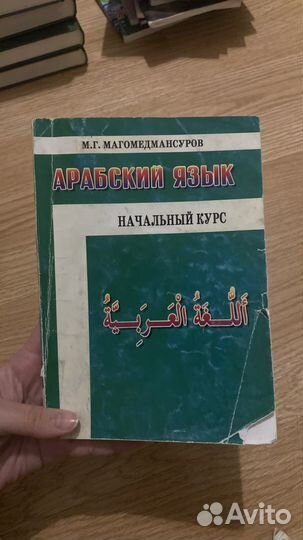 М.Г. МАГОМЕДМАНСУРОВ
АРАБСКИЙ ЯЗЫК
НАЧАЛЬНЫЙ КУРС
اَللُّغَةُ الْعَرَبِيَّةُ
Avito